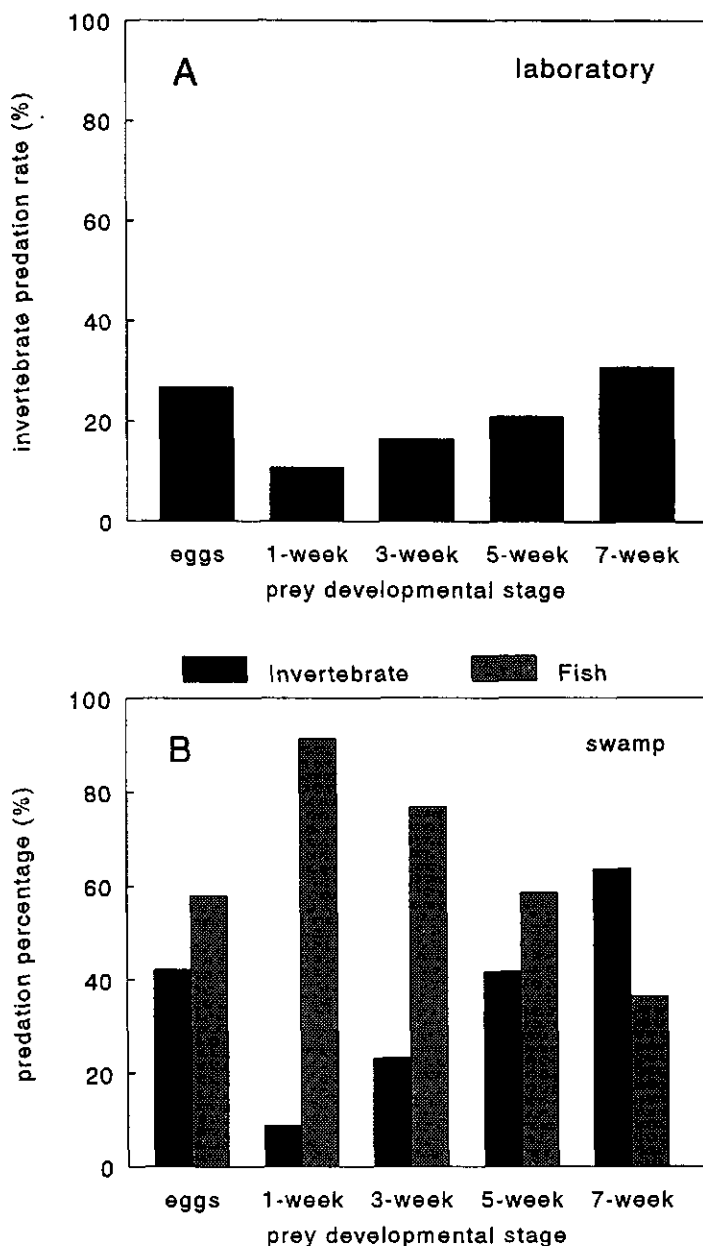 100
A
laboratory
80
60
40
20
0
invertebrate predation rate (%)
eggs 1-week 3-week 5-week 7-week
prey developmental stage
Invertebrate Fish
100
B
swamp
80
60
40
20
0
predation percentage (%)
eggs 1-week 3-week 5-week 7-week
prey developmental stage